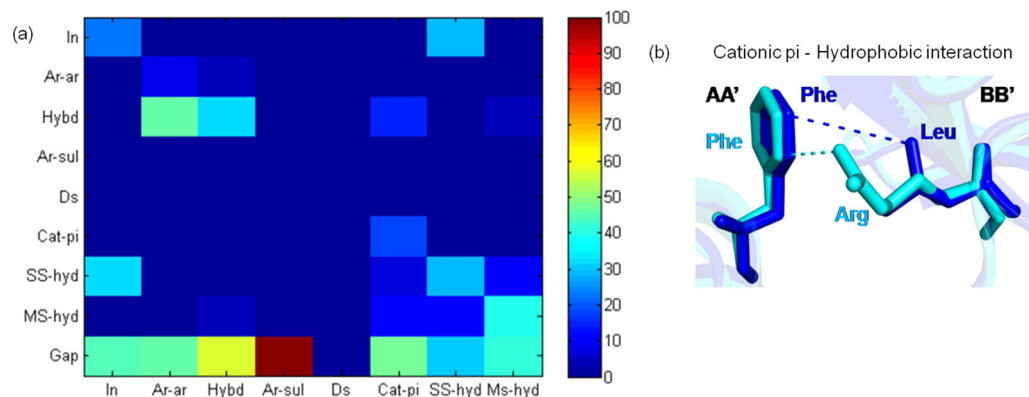 (a)
In
Ar-ar
Hybd
Ar-sul
Ds
Cat-pi
SS-hyd
MS-hyd
Gap
In Ar-ar Hybd Ar-sul Ds Cat-pi SS-hyd Ms-hyd
100
90
80
70
60
50
40
30
20
10
0
(b) Cationic pi - Hydrophobic interaction
AA' Phe BB'
Phe Leu
Arg